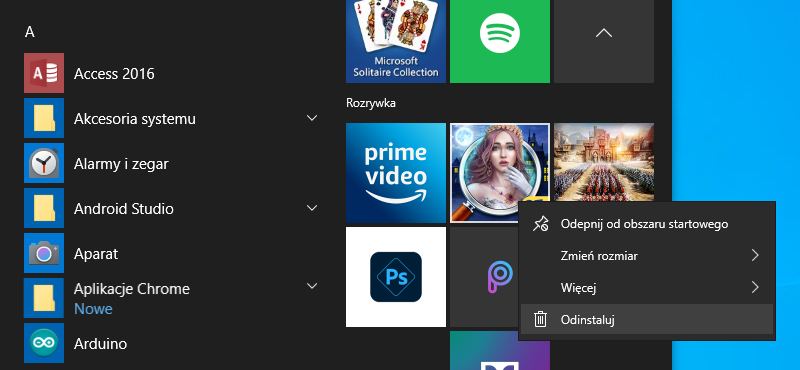 A
Access 2016
Akcesoria systemu
Alarmy i zegar
Android Studio
Aparat
Aplikacje Chrome
Nowe
Arduino
Microsoft
Solitaire Collection
Rozrywka
prime
video
Ps
Odepnij od obszaru startowego
Zmień rozmiar
Więcej
Odinstaluj